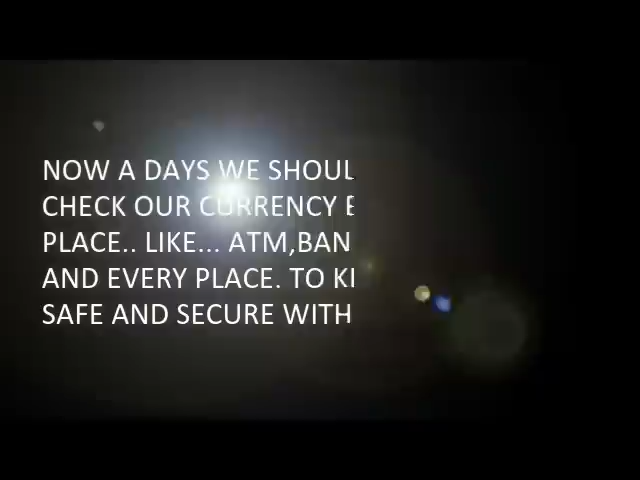 NOW A DAYS WE SHOUL
CHECK OUR CURRENCY
PLACE.. LIKE... ATM,BAN
AND EVERY PLACE. TO
SAFE AND SECURE WITH